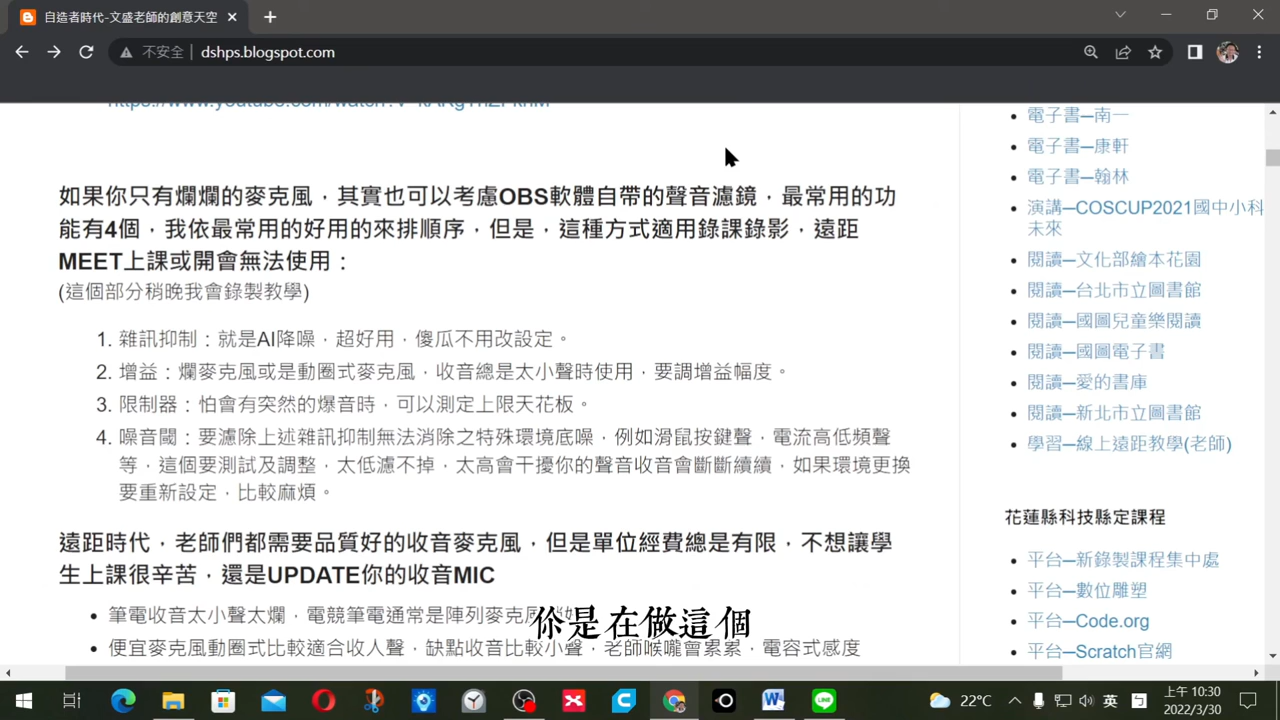 自造者時代-文盛老師的創意天空
不安全
dshps.blogspot.com
如果你只有爛爛的麥克風，其實也可以考慮OBS軟體自帶的聲音濾鏡，最常用的功
能有4個，我依最常用的好用的來排順序，但是，這種方式適用錄課錄影，遠距
MEET上課或開會無法使用：
(這個部分稍晚我會錄製教學)
1. 雜訊抑制：就是AI降噪，超好用，傻瓜不用改設定。
2. 增益：爛麥克風或是動圈式麥克風，收音總是太小聲時使用，要調增益幅度。
3. 限制器：怕會有突然的爆音時，可以測定上限天花板。
4. 噪音閾：要濾除上述雜訊抑制無法消除之特殊環境底噪，例如滑鼠按鍵聲，電流高低頻聲
等，這個要測試及調整，太低濾不掉，太高會干擾你的聲音收音會斷斷續續，如果環境更換
要重新設定，比較麻煩。
遠距時代，老師們都需要品質好的收音麥克風，但是單位經費總是有限，不想讓學
生上課很辛苦，還是UPDATE你的收音MIC
筆電收音太小聲太爛，電競筆電通常是陣列麥克風
便宜麥克風動圈式比較適合收人聲，缺點收音比較小聲，老師喉嚨會累累，電容式感度
你是在做這個
電子書—南一
電子書—康軒
電子書—翰林
演講—COSCUP2021國中小科
未來
閱讀—文化部繪本花園
閱讀—台北市立圖書館
閱讀—國圖兒童樂閱讀
閱讀—國圖電子書
閱讀—愛的書庫
閱讀—新北市立圖書館
學習—線上遠距教學(老師)
花蓮縣科技縣定課程
平台—新錄製課程集中處
平台—數位雕塑
平台—Code.org
平台—Scratch官網
22°C
英
上午 10:30
2022/3/30